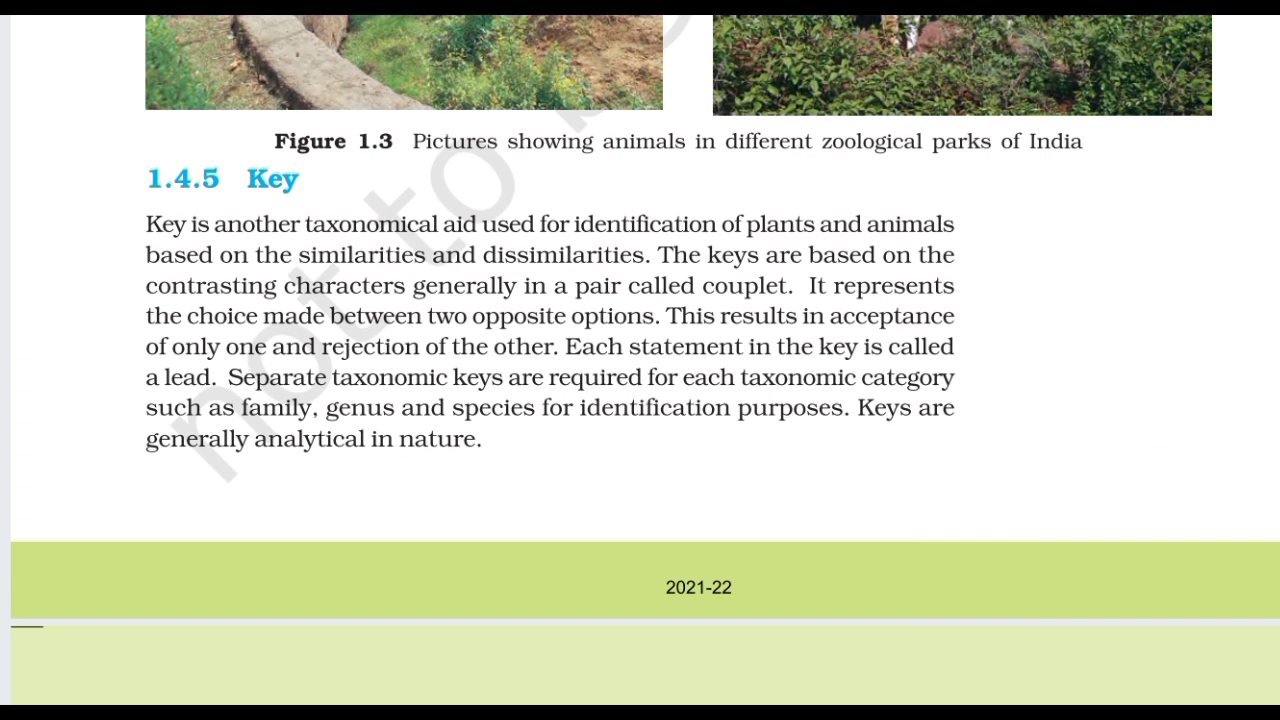 Figure 1.3 Pictures showing animals in different zoological parks of India
1.4.5 Key
Key is another taxonomical aid used for identification of plants and animals
based on the similarities and dissimilarities. The keys are based on the
contrasting characters generally in a pair called couplet. It represents
the choice made between two opposite options. This results in acceptance
of only one and rejection of the other. Each statement in the key is called
a lead. Separate taxonomic keys are required for each taxonomic category
such as family, genus and species for identification purposes. Keys are
generally analytical in nature.
not to
2021-22